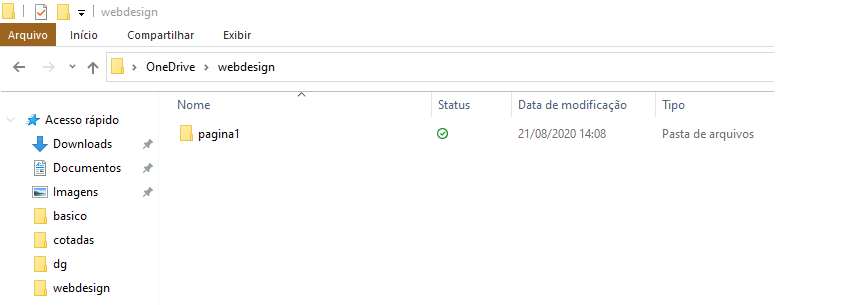 webdesign
Arquivo Início Compartilhar Exibir
OneDrive webdesign
Nome Status Data de modificação Tipo
Acesso rápido
pagina1 21/08/2020 14:08 Pasta de arquivos
Downloads
Documentos
Imagens
basico
cotadas
dg
webdesign